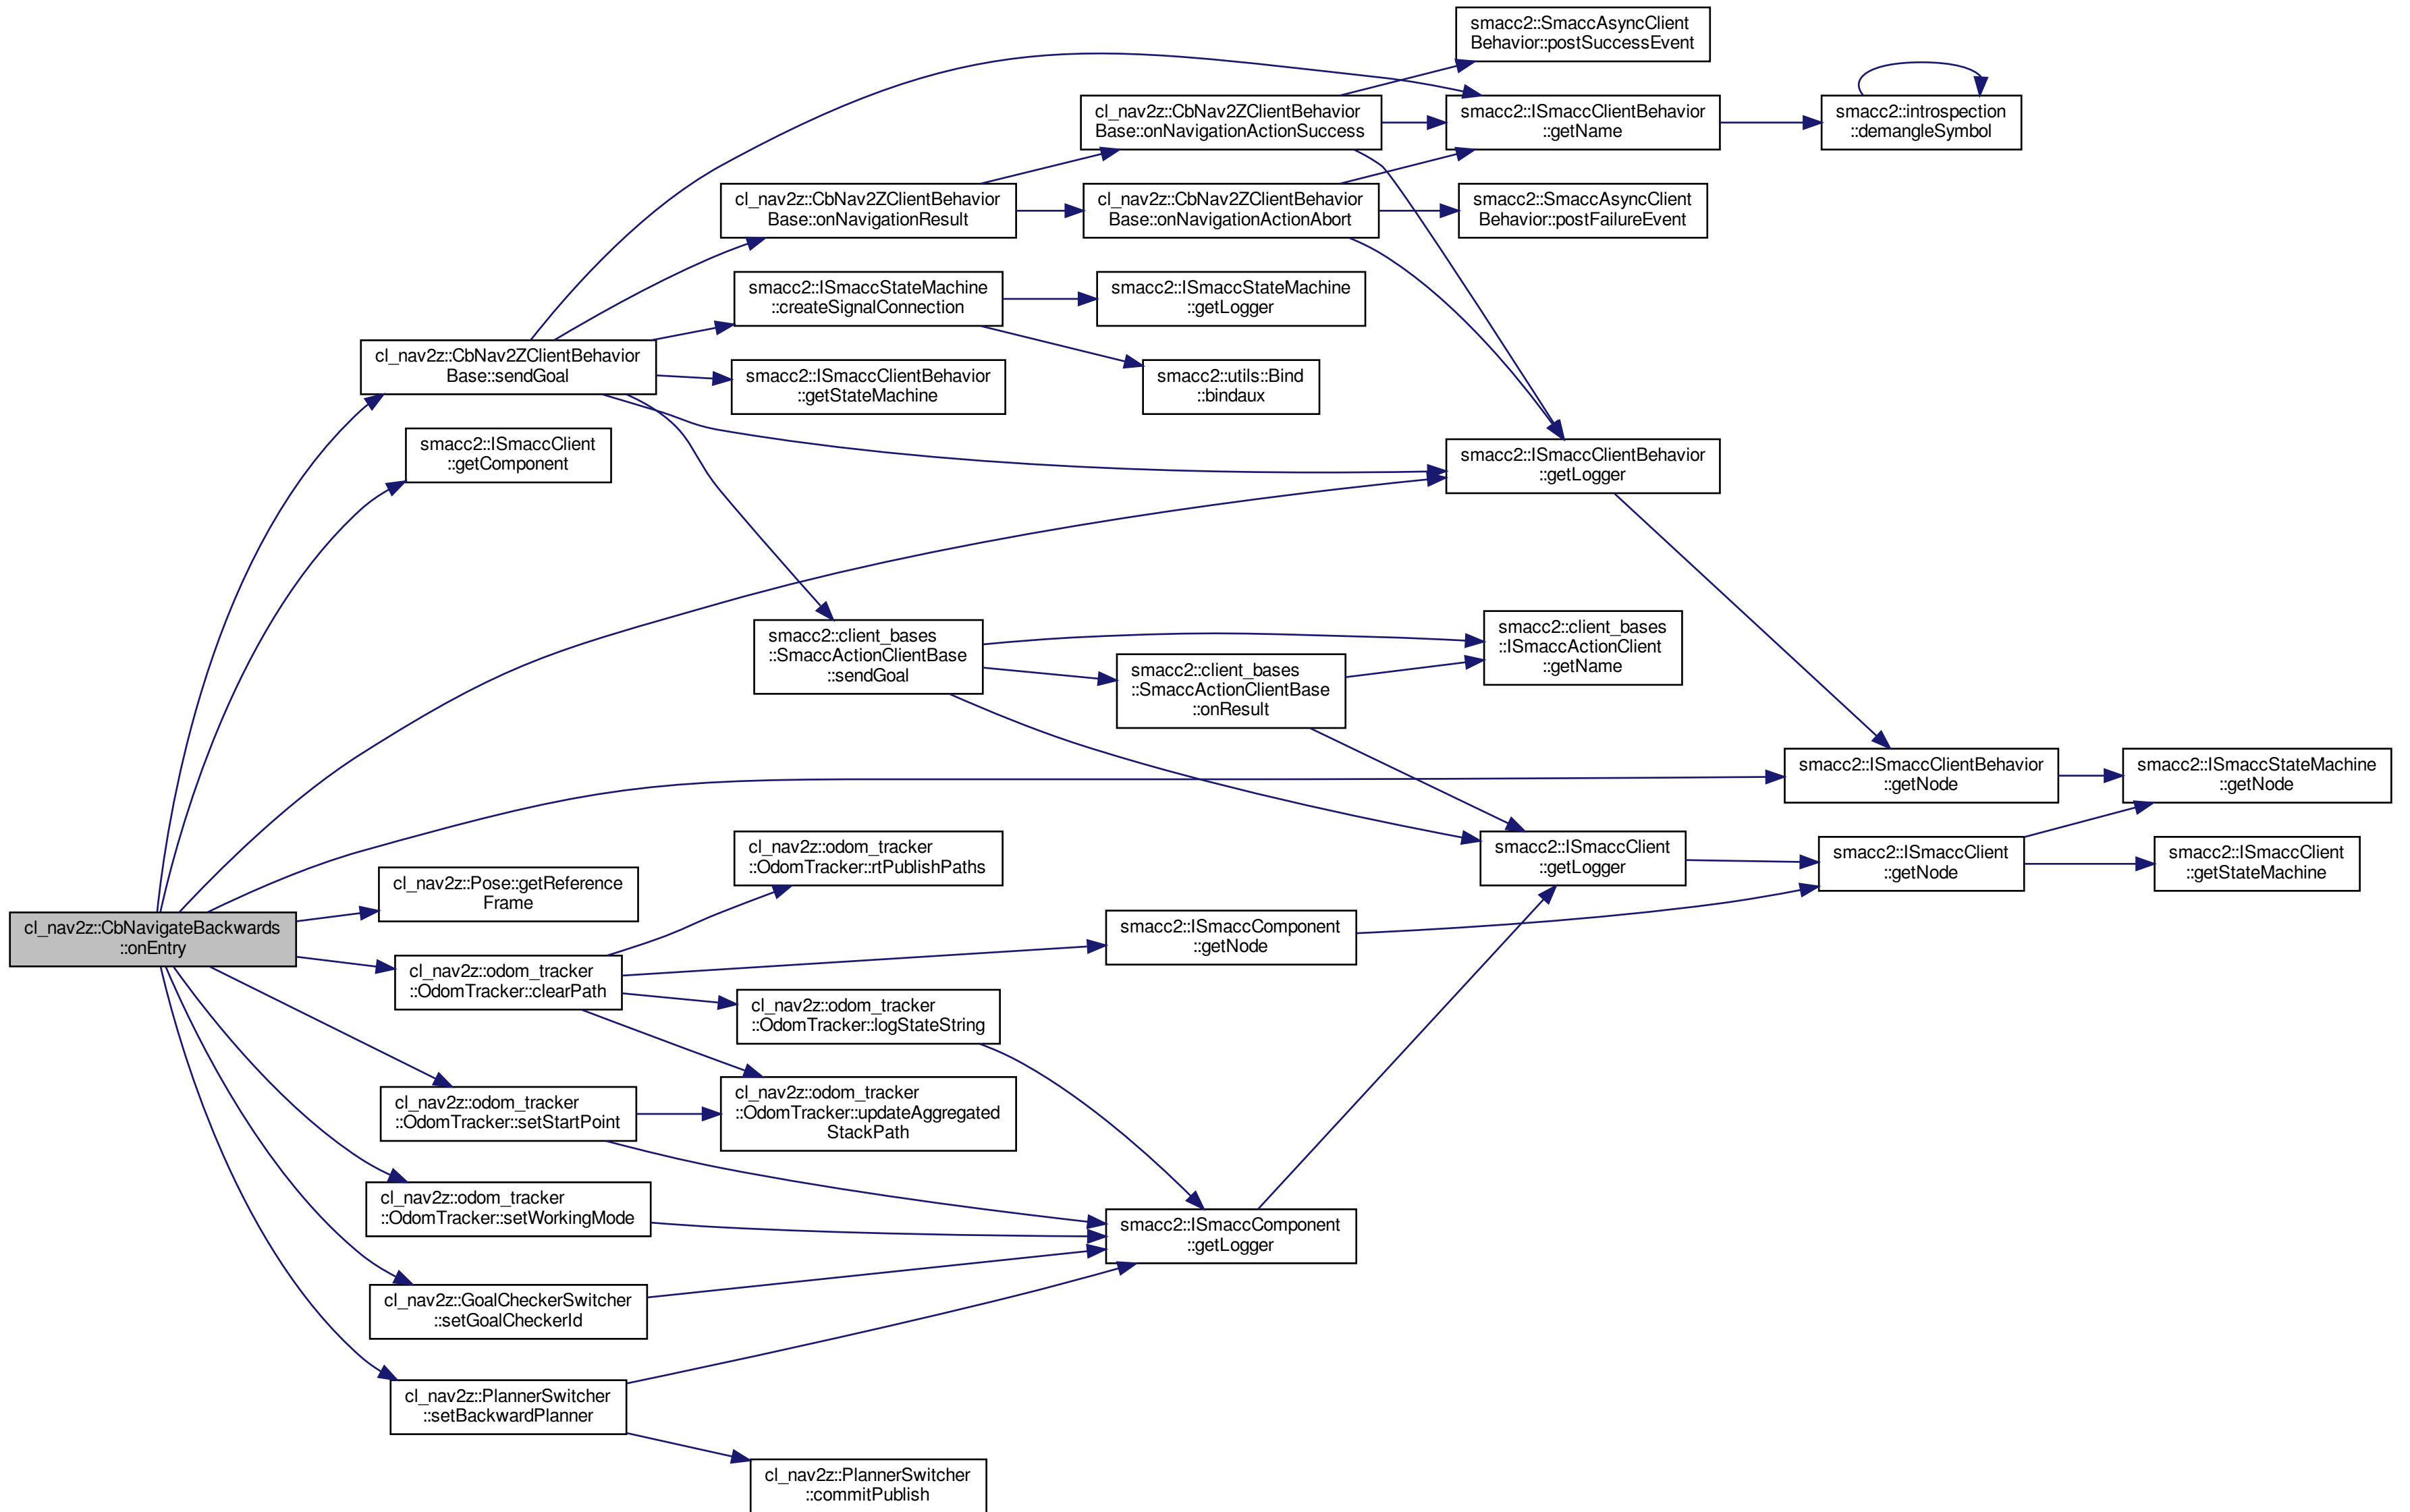 smacc2::SmaccAsyncClient
Behavior::postSuccessEvent
cl_nav2z::CbNav2ZClientBehavior
Base::onNavigationActionSuccess
smacc2::ISmaccClientBehavior
::getName
smacc2::introspection
::demangleSymbol
cl_nav2z::CbNav2ZClientBehavior
Base::onNavigationResult
cl_nav2z::CbNav2ZClientBehavior
Base::onNavigationActionAbort
smacc2::SmaccAsyncClient
Behavior::postFailureEvent
smacc2::ISmaccStateMachine
::createSignalConnection
smacc2::ISmaccStateMachine
::getLogger
cl_nav2z::CbNav2ZClientBehavior
Base::sendGoal
smacc2::ISmaccClientBehavior
::getStateMachine
smacc2::utils::Bind
::bindaux
smacc2::ISmaccClient
::getComponent
smacc2::ISmaccClientBehavior
::getLogger
smacc2::client_bases
::SmaccActionClientBase
::sendGoal
smacc2::client_bases
::SmaccActionClientBase
::onResult
smacc2::client_bases
::ISmaccActionClient
::getName
smacc2::ISmaccClientBehavior
::getNode
smacc2::ISmaccStateMachine
::getNode
cl_nav2z::odom_tracker
::OdomTracker::rtPublishPaths
smacc2::ISmaccClient
::getLogger
smacc2::ISmaccClient
::getNode
smacc2::ISmaccClient
::getStateMachine
cl_nav2z::Pose::getReference
Frame
cl_nav2z::CbNavigateBackwards
::onEntry
smacc2::ISmaccComponent
::getNode
cl_nav2z::odom_tracker
::OdomTracker::clearPath
cl_nav2z::odom_tracker
::OdomTracker::logStateString
cl_nav2z::odom_tracker
::OdomTracker::setStartPoint
cl_nav2z::odom_tracker
::OdomTracker::updateAggregated
StackPath
cl_nav2z::odom_tracker
::OdomTracker::setWorkingMode
smacc2::ISmaccComponent
::getLogger
cl_nav2z::GoalCheckerSwitcher
::setGoalCheckerId
cl_nav2z::PlannerSwitcher
::setBackwardPlanner
cl_nav2z::PlannerSwitcher
::commitPublish